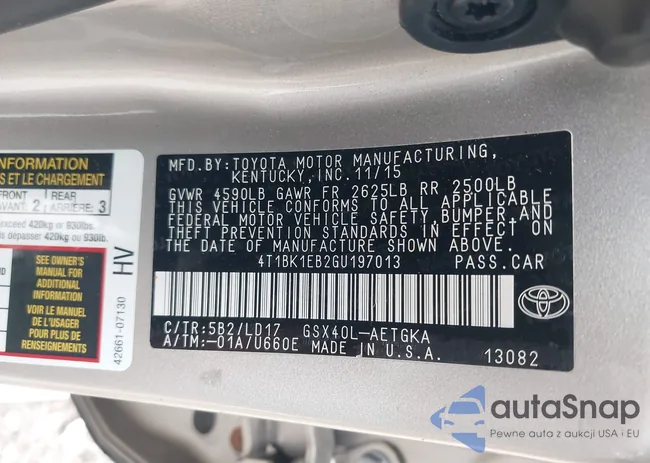 INFORMATION
S ET LE CHARGEMENT
FRONT 2 REAR 3
AVANT: ARRIÈRE:
exceed 420kg or 930lbs.
dépasser 420kg ou 930lb.
SEE OWNER'S
MANUAL FOR
ADDITIONAL
INFORMATION
VOIR LE MANUEL
DE L'USAGER
POUR PLUS DE
RENSEIGNEMENTS
HV
42661-07130
MFD.BY:TOYOTA MOTOR MANUFACTURING,
KENTUCKY, INC. 11/15
GVWR 4590LB GAWR FR 2625LB RR 2500LB
THIS VEHICLE CONFORMS TO ALL APPLICABLE
FEDERAL MOTOR VEHICLE SAFETY, BUMPER, AND
THEFT PREVENTION STANDARDS IN EFFECT ON
THE DATE OF MANUFACTURE SHOWN ABOVE.
4T1BK1EB2GU197013 PASS.CAR
C/TR:5B2/LD17 GSX40L-AETGKA
A/TM:-01A/U660E MADE IN U.S.A. 13082
TOYOTA
autaSnap
Pewne auta z aukcji USA i EU